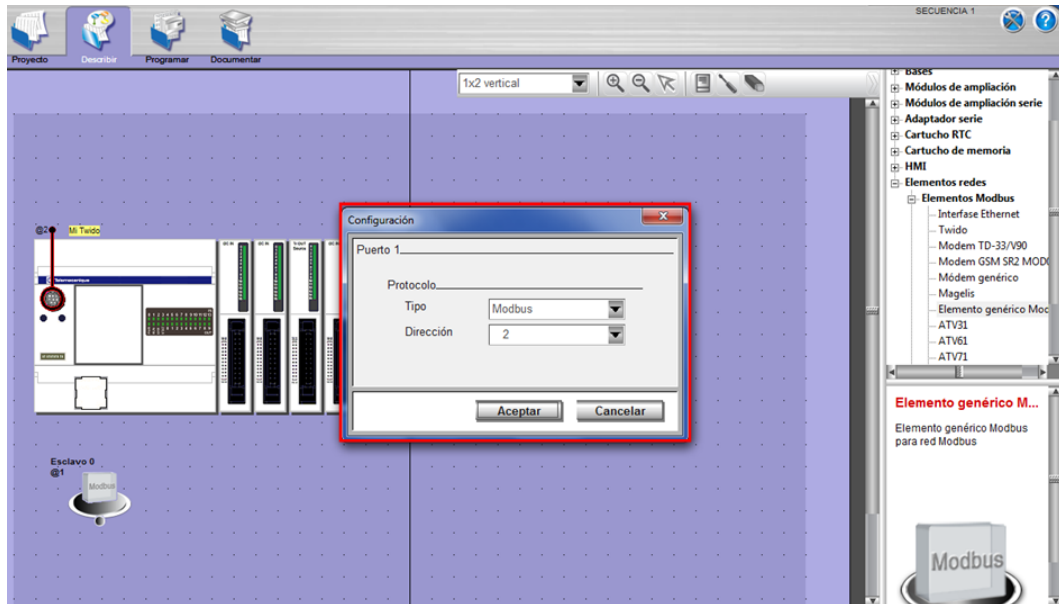 SECUENCIA 1
Proyecto
Describir
Programar
Documentar
1x2 vertical
Bases
Módulos de ampliación
Módulos de ampliación serie
Adaptador serie
Cartucho RTC
Cartucho de memoria
HMI
Elementos redes
Elementos Modbus
Interfase Ethernet
Twido
Modem TD-33/V90
Modem GSM SR2 MOD
Módem genérico
Magelis
Elemento genérico Moc
ATV31
ATV61
ATV71
@2
Mi Twido
Telemecanique
Configuración
Puerto 1
Protocolo
Tipo
Modbus
Dirección
2
Aceptar
Cancelar
Esclavo 0
@1
Modbus
Elemento genérico M...
Elemento genérico Modbus
para red Modbus
Modbus